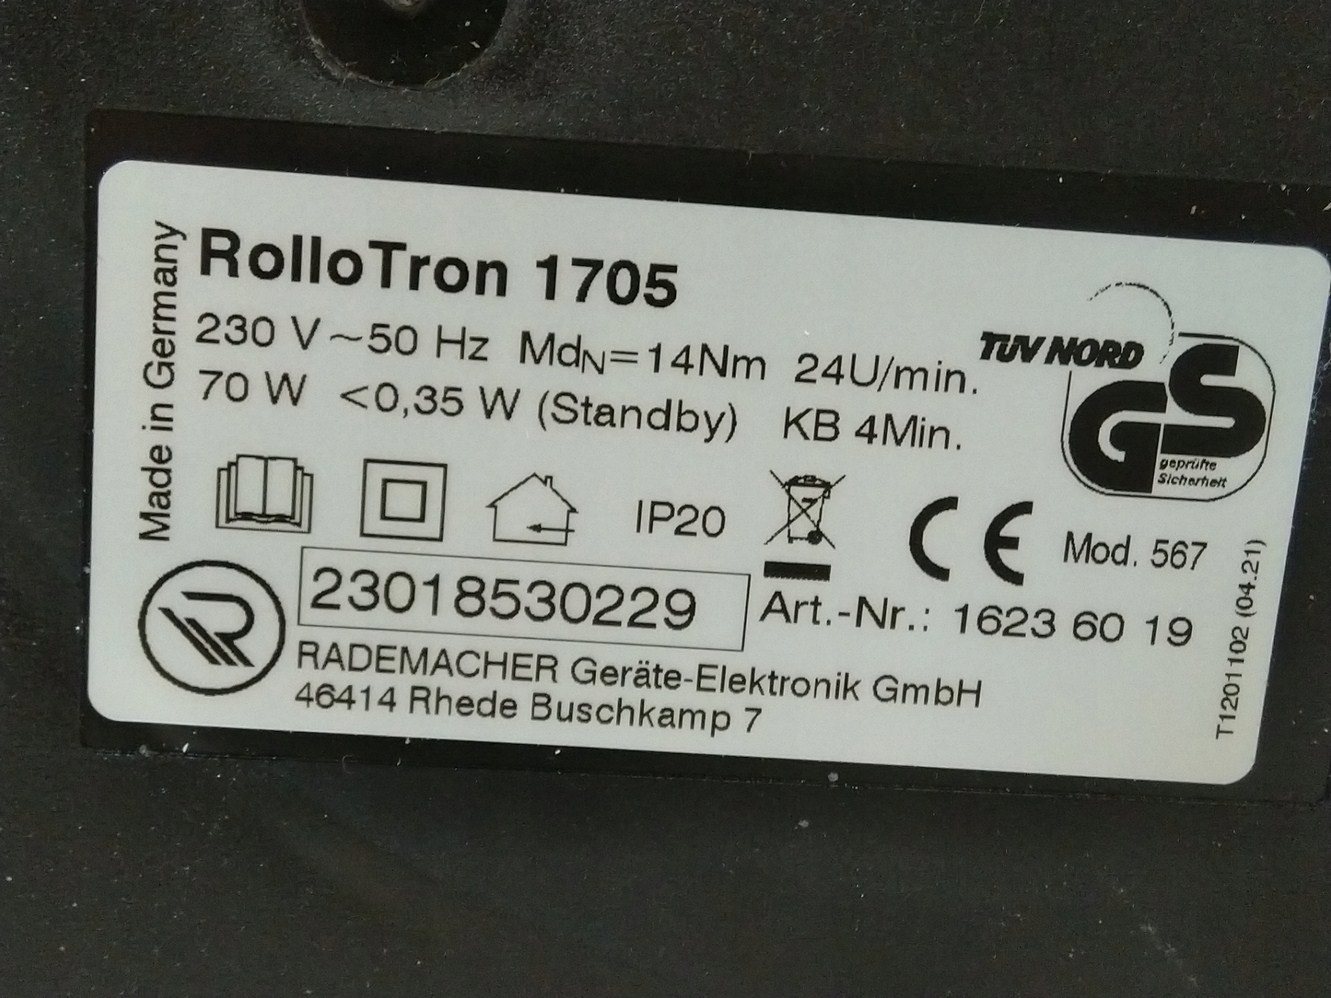 Made in Germany
RolloTron 1705
230 V ~50 Hz MdN=14Nm 24U/min.
70 W <0,35 W (Standby) KB 4Min.
TÜV NORD
GS
geprüfte
Sicherheit
IP20
CE
Mod. 567
23018530229
Art.-Nr.: 1623 60 19
RADEMACHER Geräte-Elektronik GmbH
46414 Rhede Buschkamp 7
T1201102 (04.21)